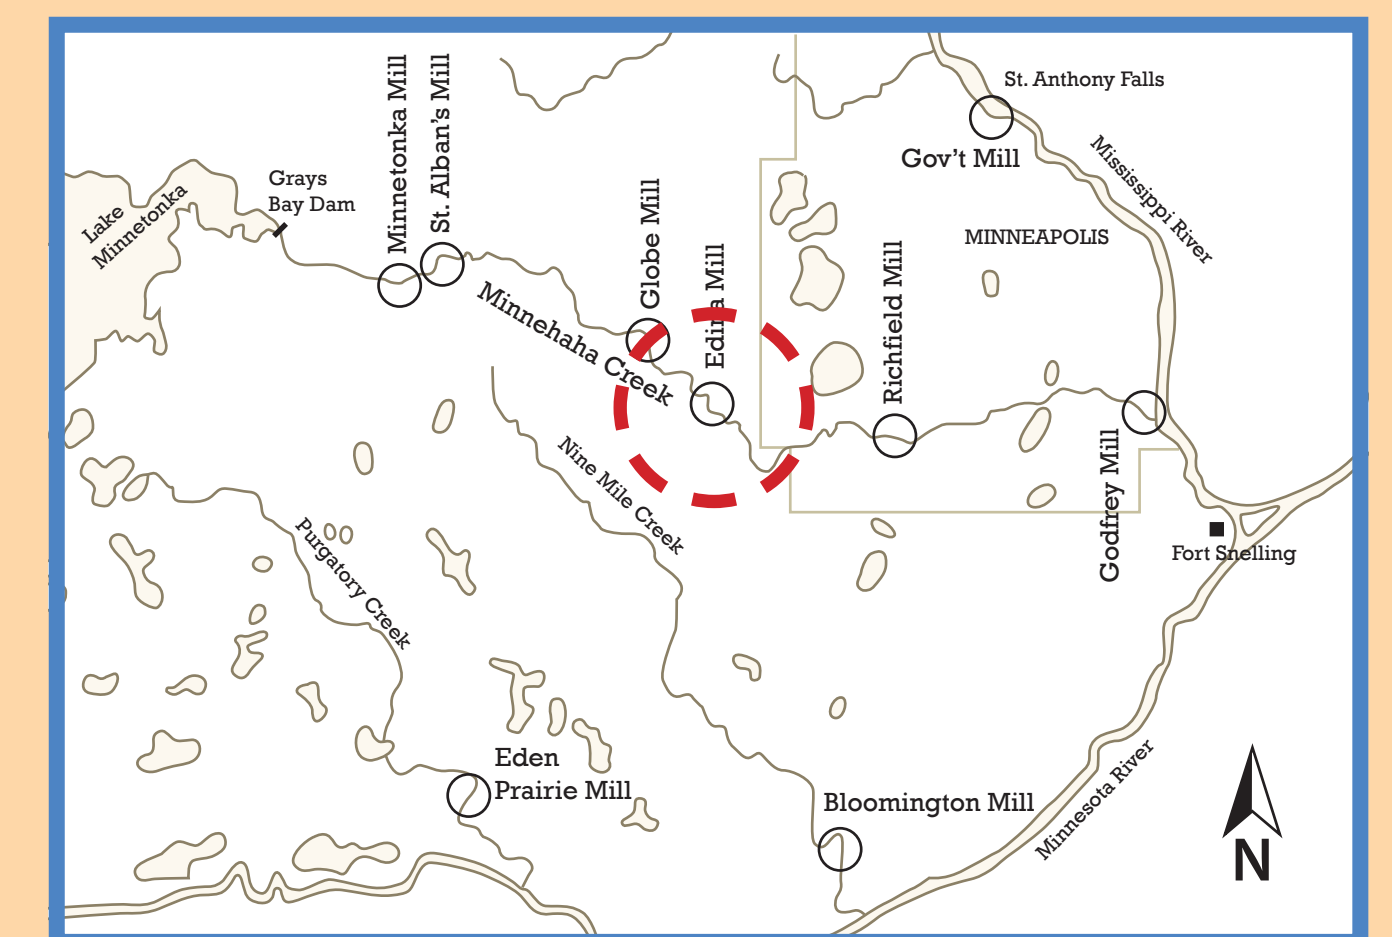 Minnetonka Mill
St. Alban's Mill
St. Anthony Falls
Gov't Mill
Mississippi River
Grays
Bay Dam
Lake
Minnetonka
Globe Mill
Edina Mill
MINNEAPOLIS
Richfield Mill
Minnehaha Creek
Nine Mile Creek
Godfrey Mill
Fort Snelling
Purgatory Creek
Eden
Prairie Mill
Bloomington Mill
Minnesota River
N